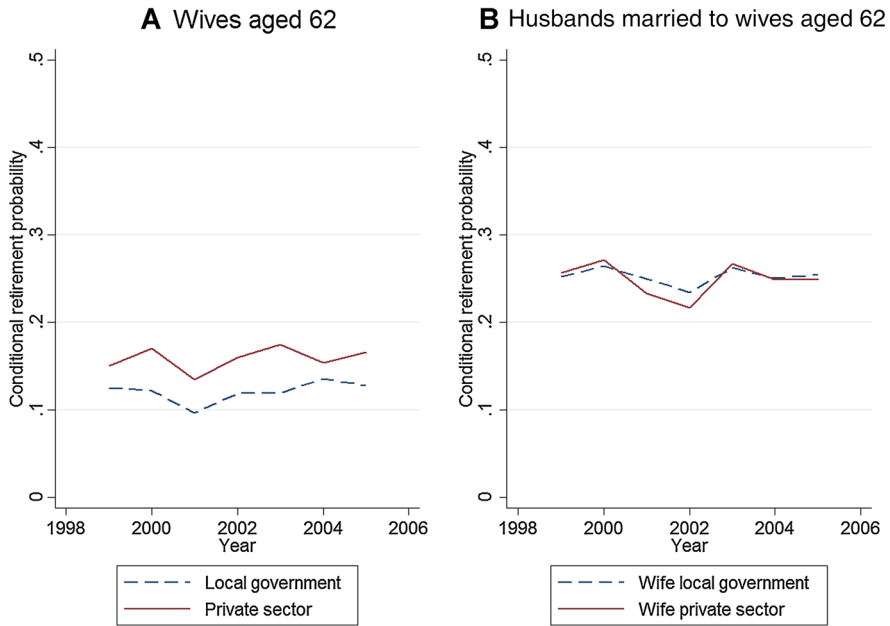 A Wives aged 62
Conditional retirement probability
.5
.4
.3
.2
.1
0
1998 2000 2002 2004 2006
Year
Local government
Private sector
B Husbands married to wives aged 62
Conditional retirement probability
.5
.4
.3
.2
.1
0
1998 2000 2002 2004 2006
Year
Wife local government
Wife private sector